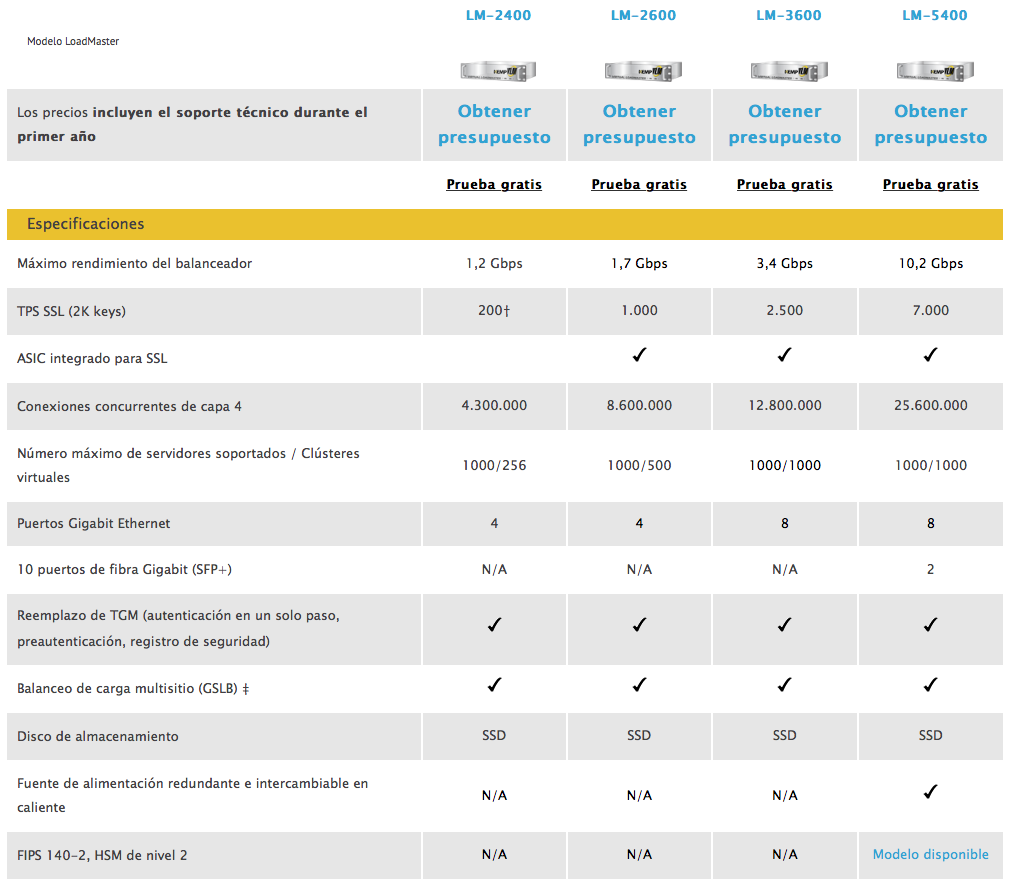 LM-2400 LM-2600 LM-3600 LM-5400
Modelo LoadMaster
Los precios incluyen el soporte técnico durante el
primer año
Obtener presupuesto Obtener presupuesto Obtener presupuesto Obtener presupuesto
Prueba gratis Prueba gratis Prueba gratis Prueba gratis
Especificaciones
Máximo rendimiento del balanceador 1,2 Gbps 1,7 Gbps 3,4 Gbps 10,2 Gbps
TPS SSL (2K keys) 200† 1.000 2.500 7.000
ASIC integrado para SSL ✓ ✓ ✓
Conexiones concurrentes de capa 4 4.300.000 8.600.000 12.800.000 25.600.000
Número máximo de servidores soportados / Clústeres
virtuales
1000/256 1000/500 1000/1000 1000/1000
Puertos Gigabit Ethernet 4 4 8 8
10 puertos de fibra Gigabit (SFP+) N/A N/A N/A 2
Reemplazo de TGM (autenticación en un solo paso,
preautenticación, registro de seguridad)
✓ ✓ ✓ ✓
Balanceo de carga multisitio (GSLB) ‡ ✓ ✓ ✓ ✓
Disco de almacenamiento SSD SSD SSD SSD
Fuente de alimentación redundante e intercambiable en
caliente
N/A N/A N/A ✓
FIPS 140-2, HSM de nivel 2 N/A N/A N/A Modelo disponible